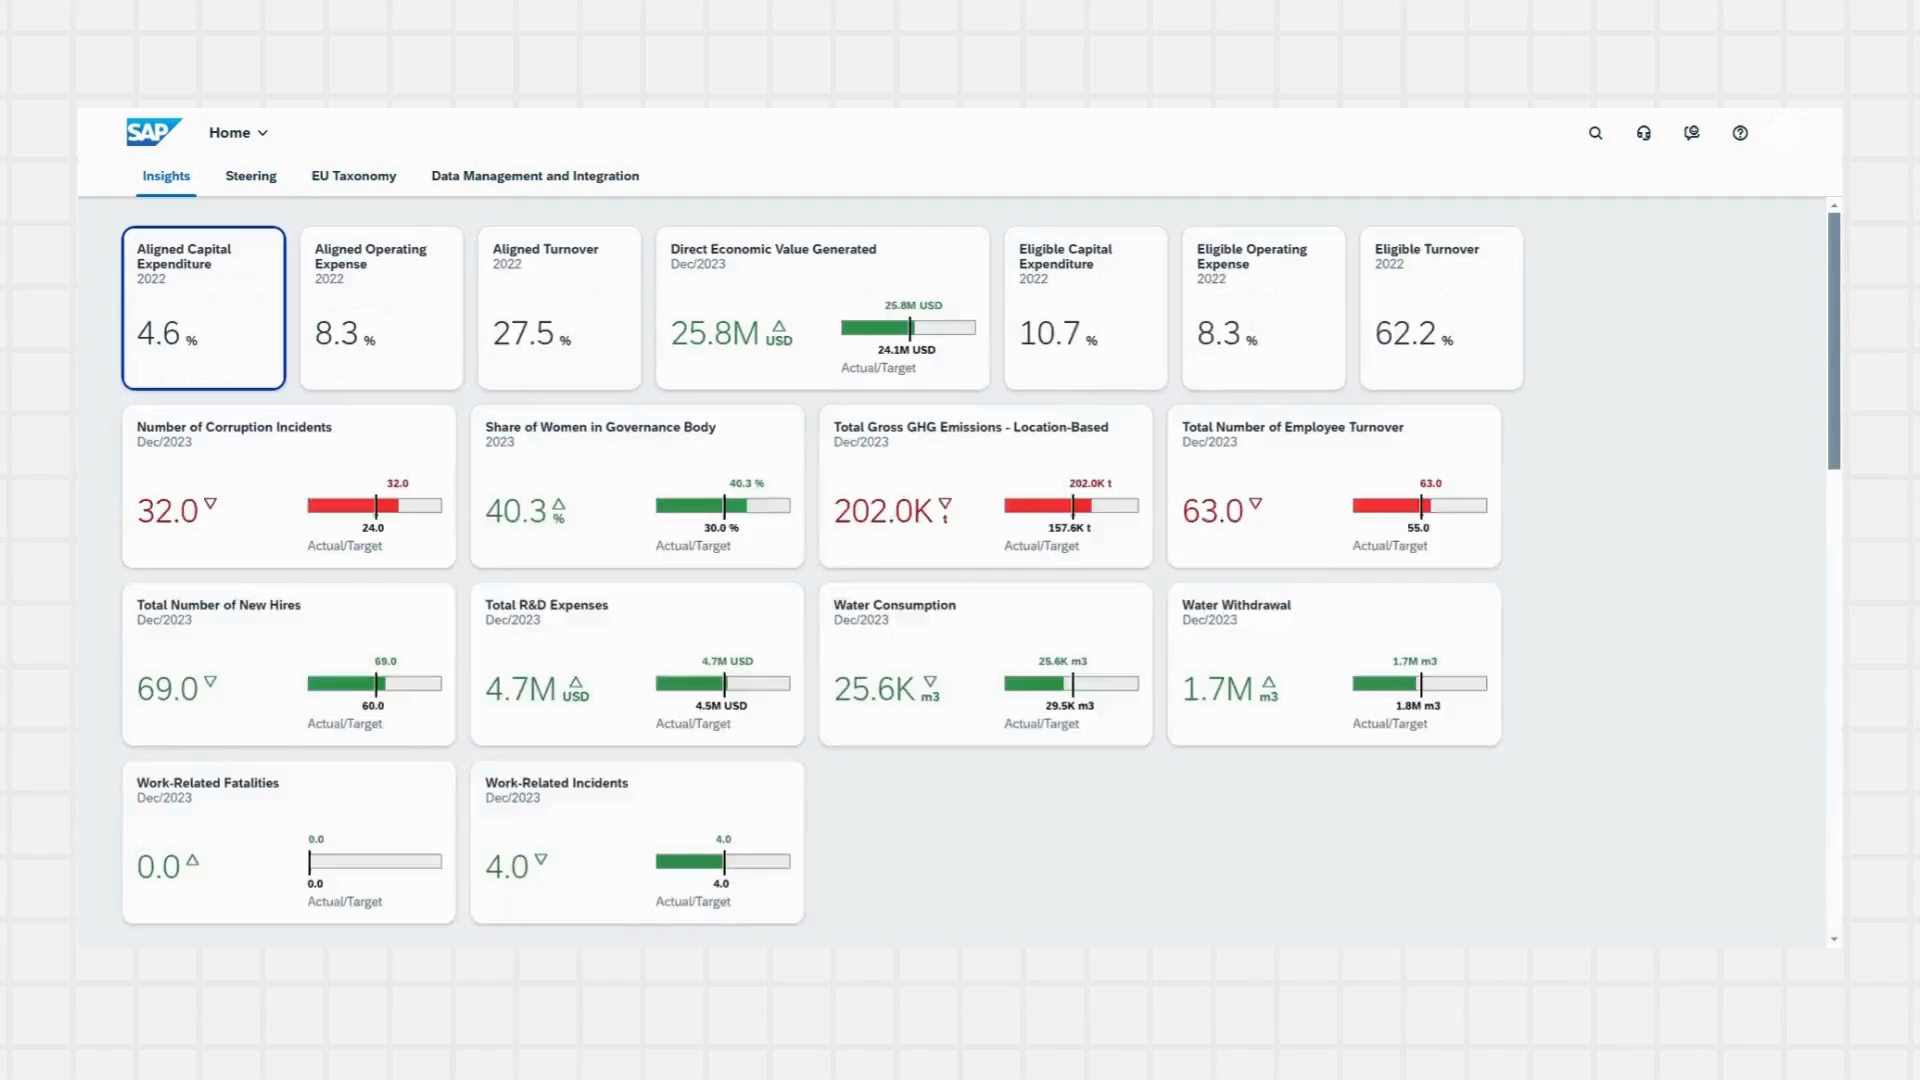 SAP Home
Insights Steering EU Taxonomy Data Management and Integration
Aligned Capital
Expenditure
2022
4.6 %
Aligned Operating
Expense
2022
8.3 %
Aligned Turnover
2022
27.5 %
Direct Economic Value Generated
Dec/2023
25.8M USD
25.8M USD
24.1M USD
Actual/Target
Eligible Capital
Expenditure
2022
10.7 %
Eligible Operating
Expense
2022
8.3 %
Eligible Turnover
2022
62.2 %
Number of Corruption Incidents
Dec/2023
32.0
32.0
24.0
Actual/Target
Share of Women in Governance Body
2023
40.3 %
40.3 %
30.0 %
Actual/Target
Total Gross GHG Emissions - Location-Based
Dec/2023
202.0K t
202.0K t
157.6K t
Actual/Target
Total Number of Employee Turnover
Dec/2023
63.0
63.0
55.0
Actual/Target
Total Number of New Hires
Dec/2023
69.0
69.0
60.0
Actual/Target
Total R&D Expenses
Dec/2023
4.7M USD
4.7M USD
4.5M USD
Actual/Target
Water Consumption
Dec/2023
25.6K m3
25.6K m3
29.5K m3
Actual/Target
Water Withdrawal
Dec/2023
1.7M m3
1.7M m3
1.8M m3
Actual/Target
Work-Related Fatalities
Dec/2023
0.0
0.0
0.0
Actual/Target
Work-Related Incidents
Dec/2023
4.0
4.0
4.0
Actual/Target